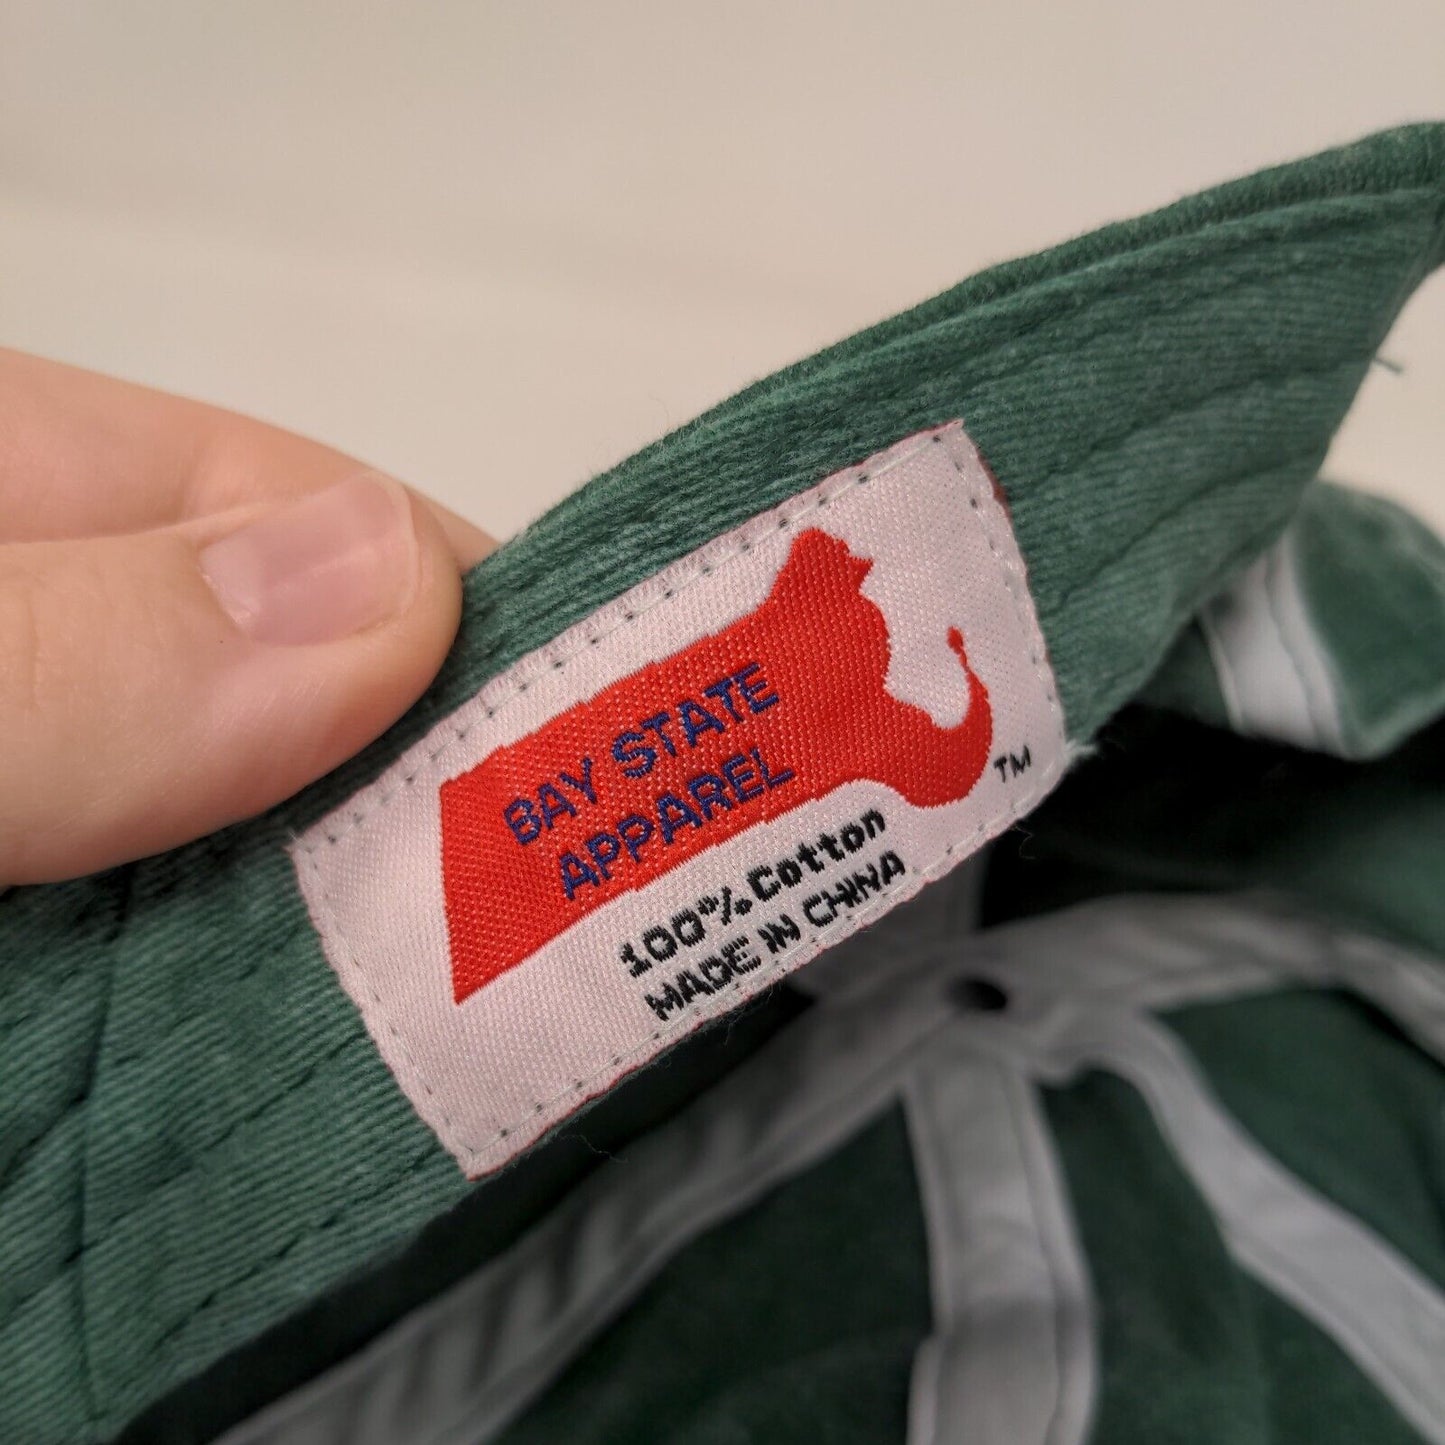 BAY STATE
APPAREL
™
100% Cotton
MADE IN CHINA